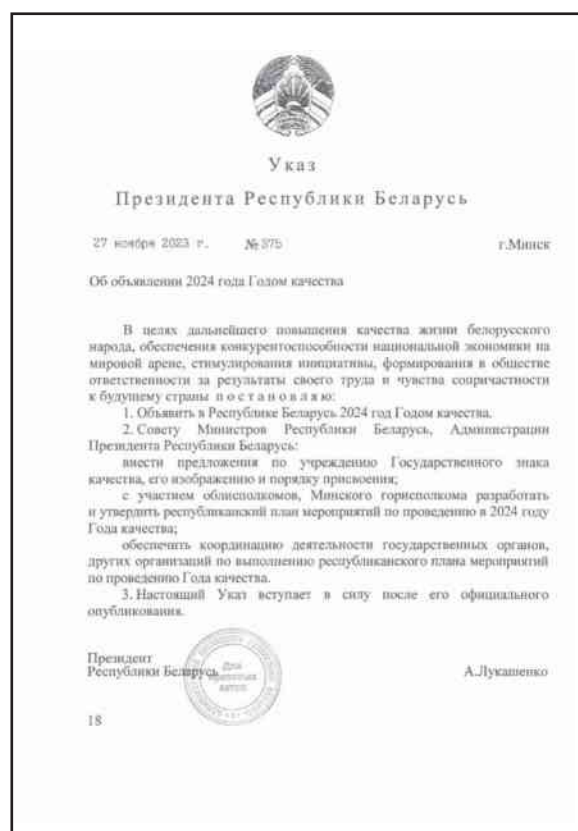 Указ
Президента Республики Беларусь
27 ноября 2023 г. № 375 г.Минск
Об объявлении 2024 года Годом качества
В целях дальнейшего повышения качества жизни белорусского
народа, обеспечения конкурентоспособности национальной экономики на
мировой арене, стимулирования инициативы, формирования в обществе
ответственности за результаты своего труда и чувства сопричастности
к будущему страны п о с т а н о в л я ю:
1. Объявить в Республике Беларусь 2024 год Годом качества.
2. Совету Министров Республики Беларусь, Администрации
Президента Республики Беларусь:
внести предложения по учреждению Государственного знака
качества, его изображению и порядку присвоения;
с участием облисполкомов, Минского горисполкома разработать
и утвердить республиканский план мероприятий по проведению в 2024 году
Года качества;
обеспечить координацию деятельности государственных органов,
других организаций по выполнению республиканского плана мероприятий
по проведению Года качества.
3. Настоящий Указ вступает в силу после его официального
опубликования.
Президент
Республики Беларусь А.Лукашенко
Для
правовых
актов
18